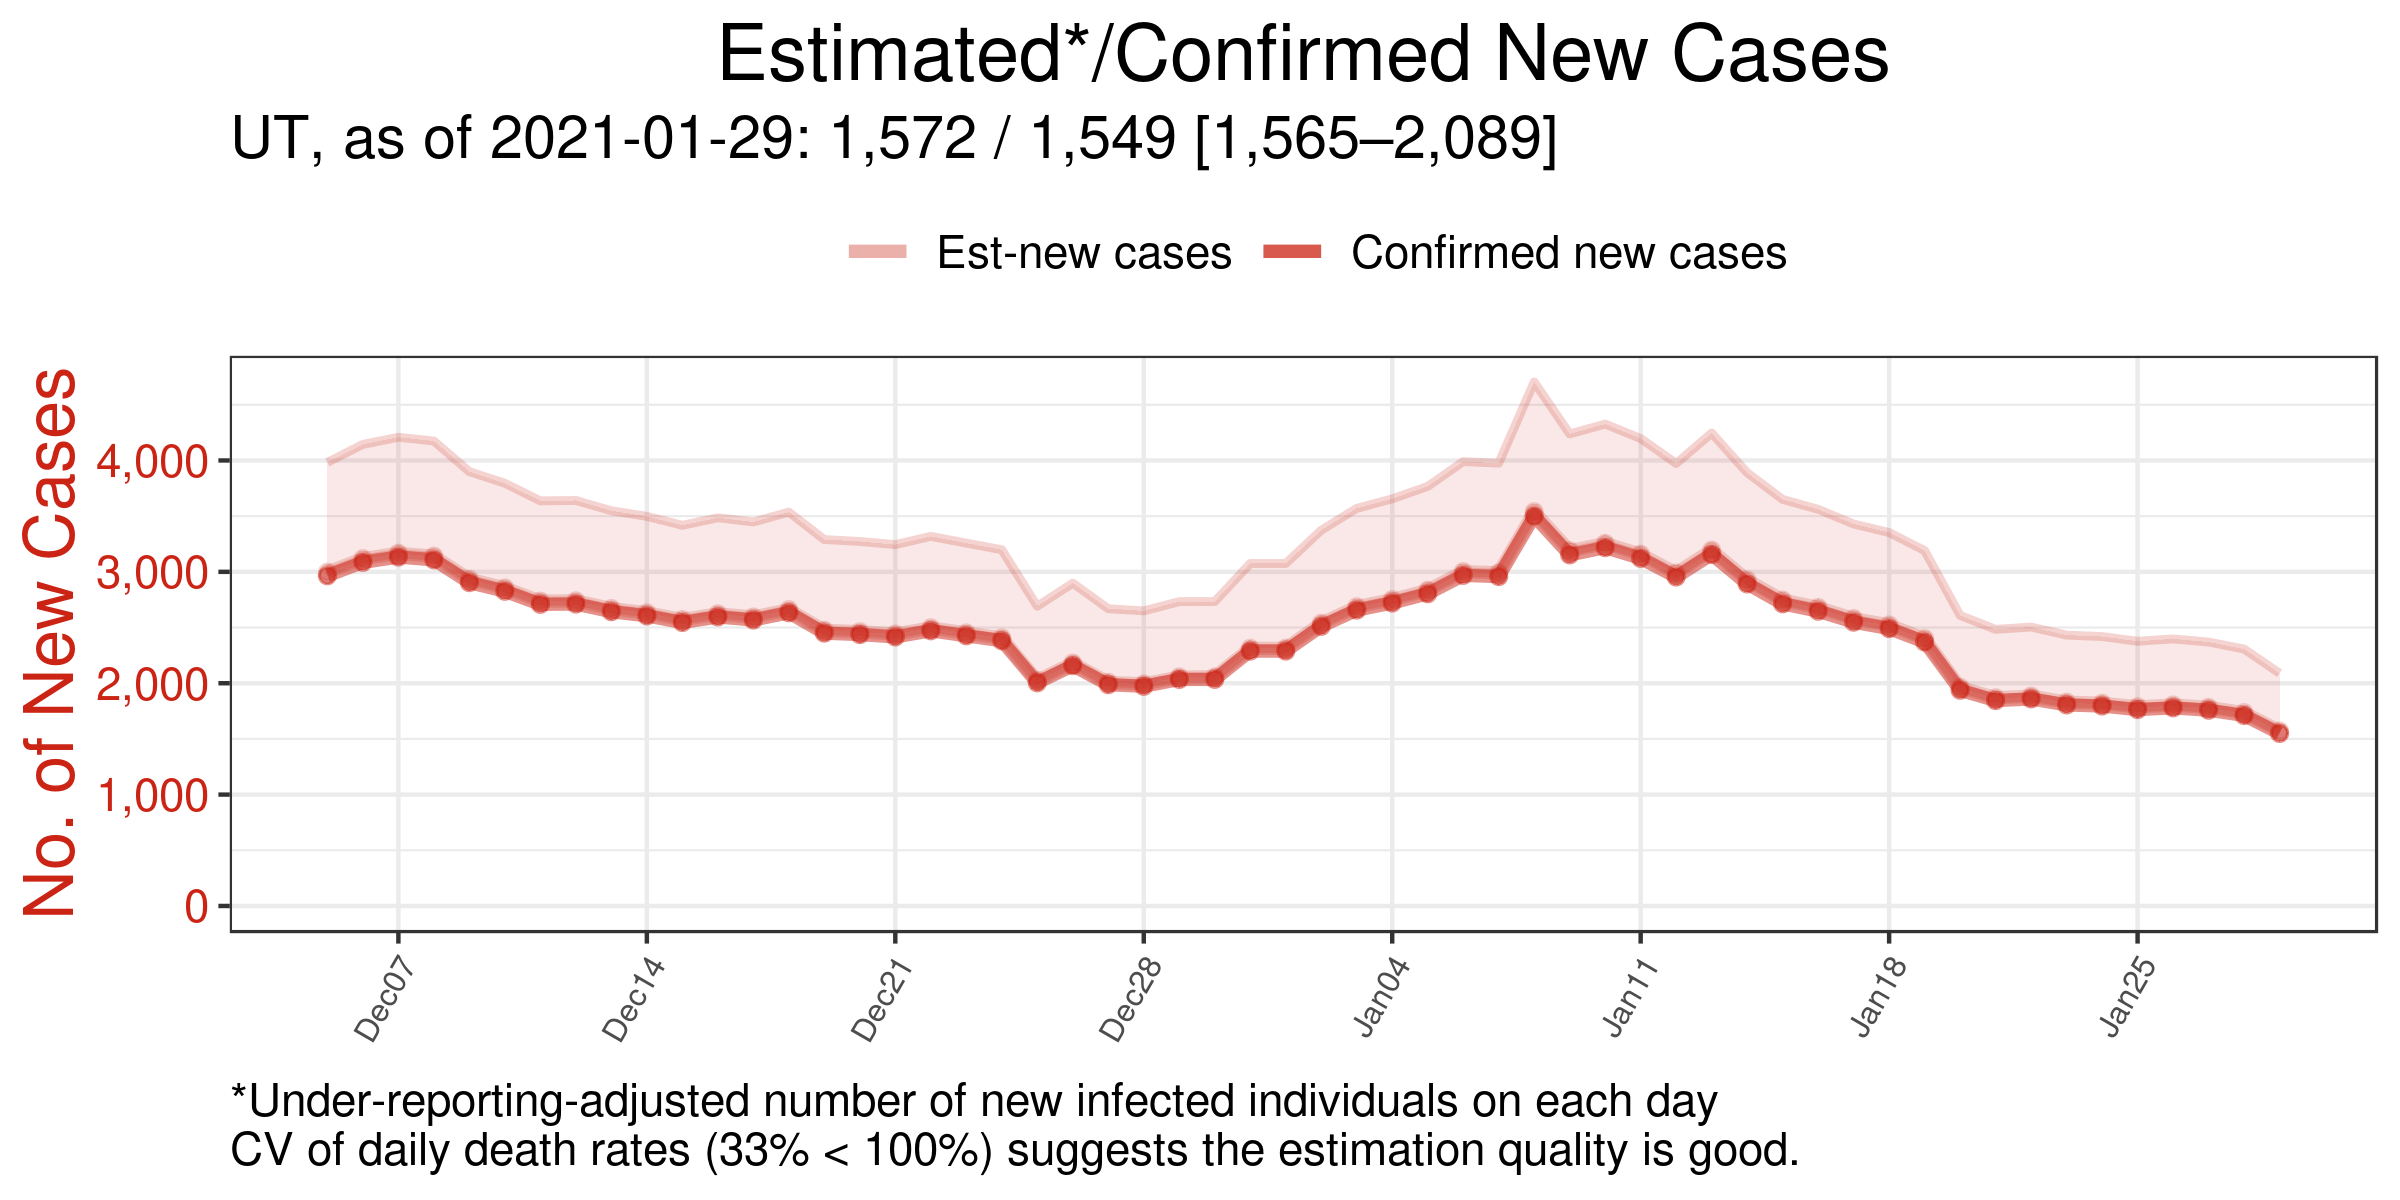 Estimated*/Confirmed New Cases
UT, as of 2021-01-29: 1,572 / 1,549 [1,565–2,089]
Est-new cases
Confirmed new cases
No. of New Cases
4,000
3,000
2,000
1,000
0
Dec07
Dec14
Dec21
Dec28
Jan04
Jan11
Jan18
Jan25
*Under-reporting-adjusted number of new infected individuals on each day
CV of daily death rates (33% < 100%) suggests the estimation quality is good.